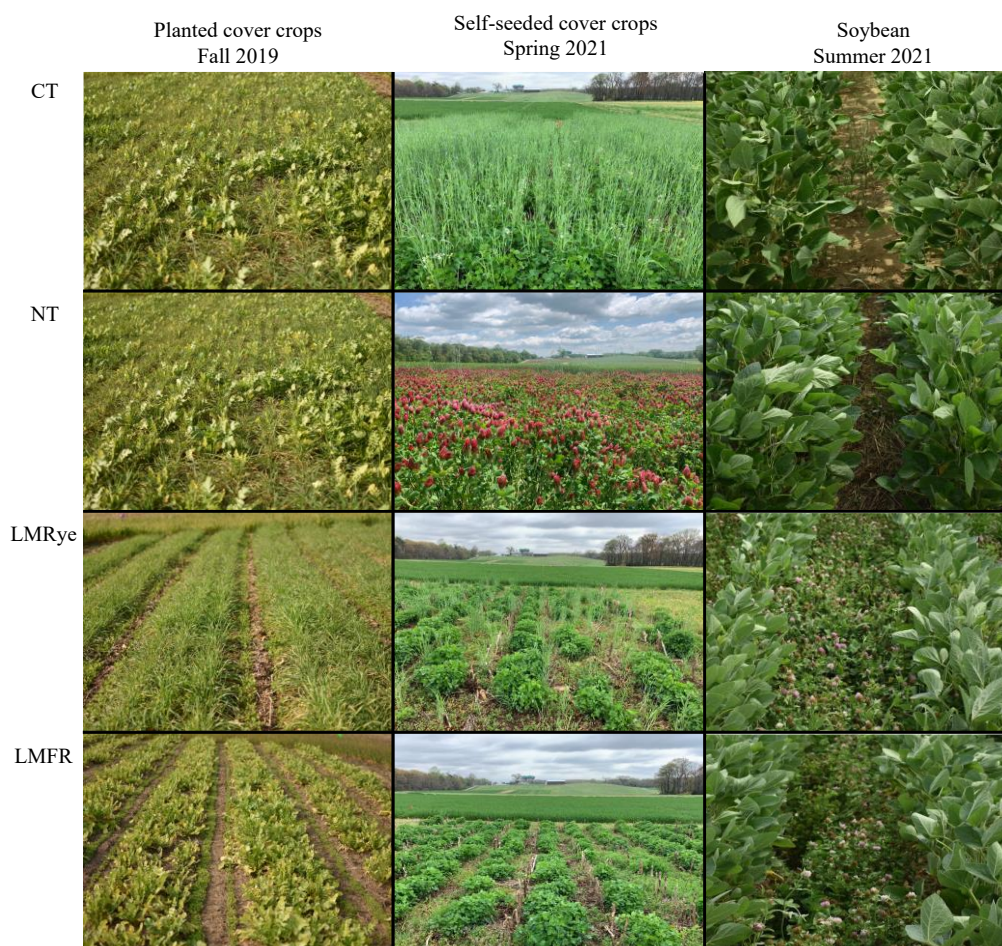 Planted cover crops
Fall 2019
Self-seeded cover crops
Spring 2021
Soybean
Summer 2021
CT
NT
LMRye
LMFR